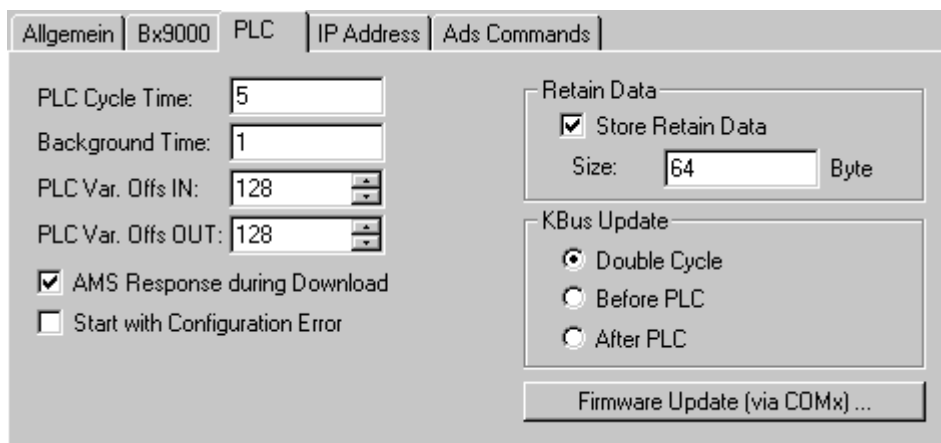 Allgemein Bx9000 PLC IP Address Ads Commands
PLC Cycle Time: 5
Background Time: 1
PLC Var. Offs IN: 128
PLC Var. Offs OUT: 128
AMS Response during Download
Start with Configuration Error
Retain Data
Store Retain Data
Size: 64 Byte
KBus Update
Double Cycle
Before PLC
After PLC
Firmware Update (via COMx) ...